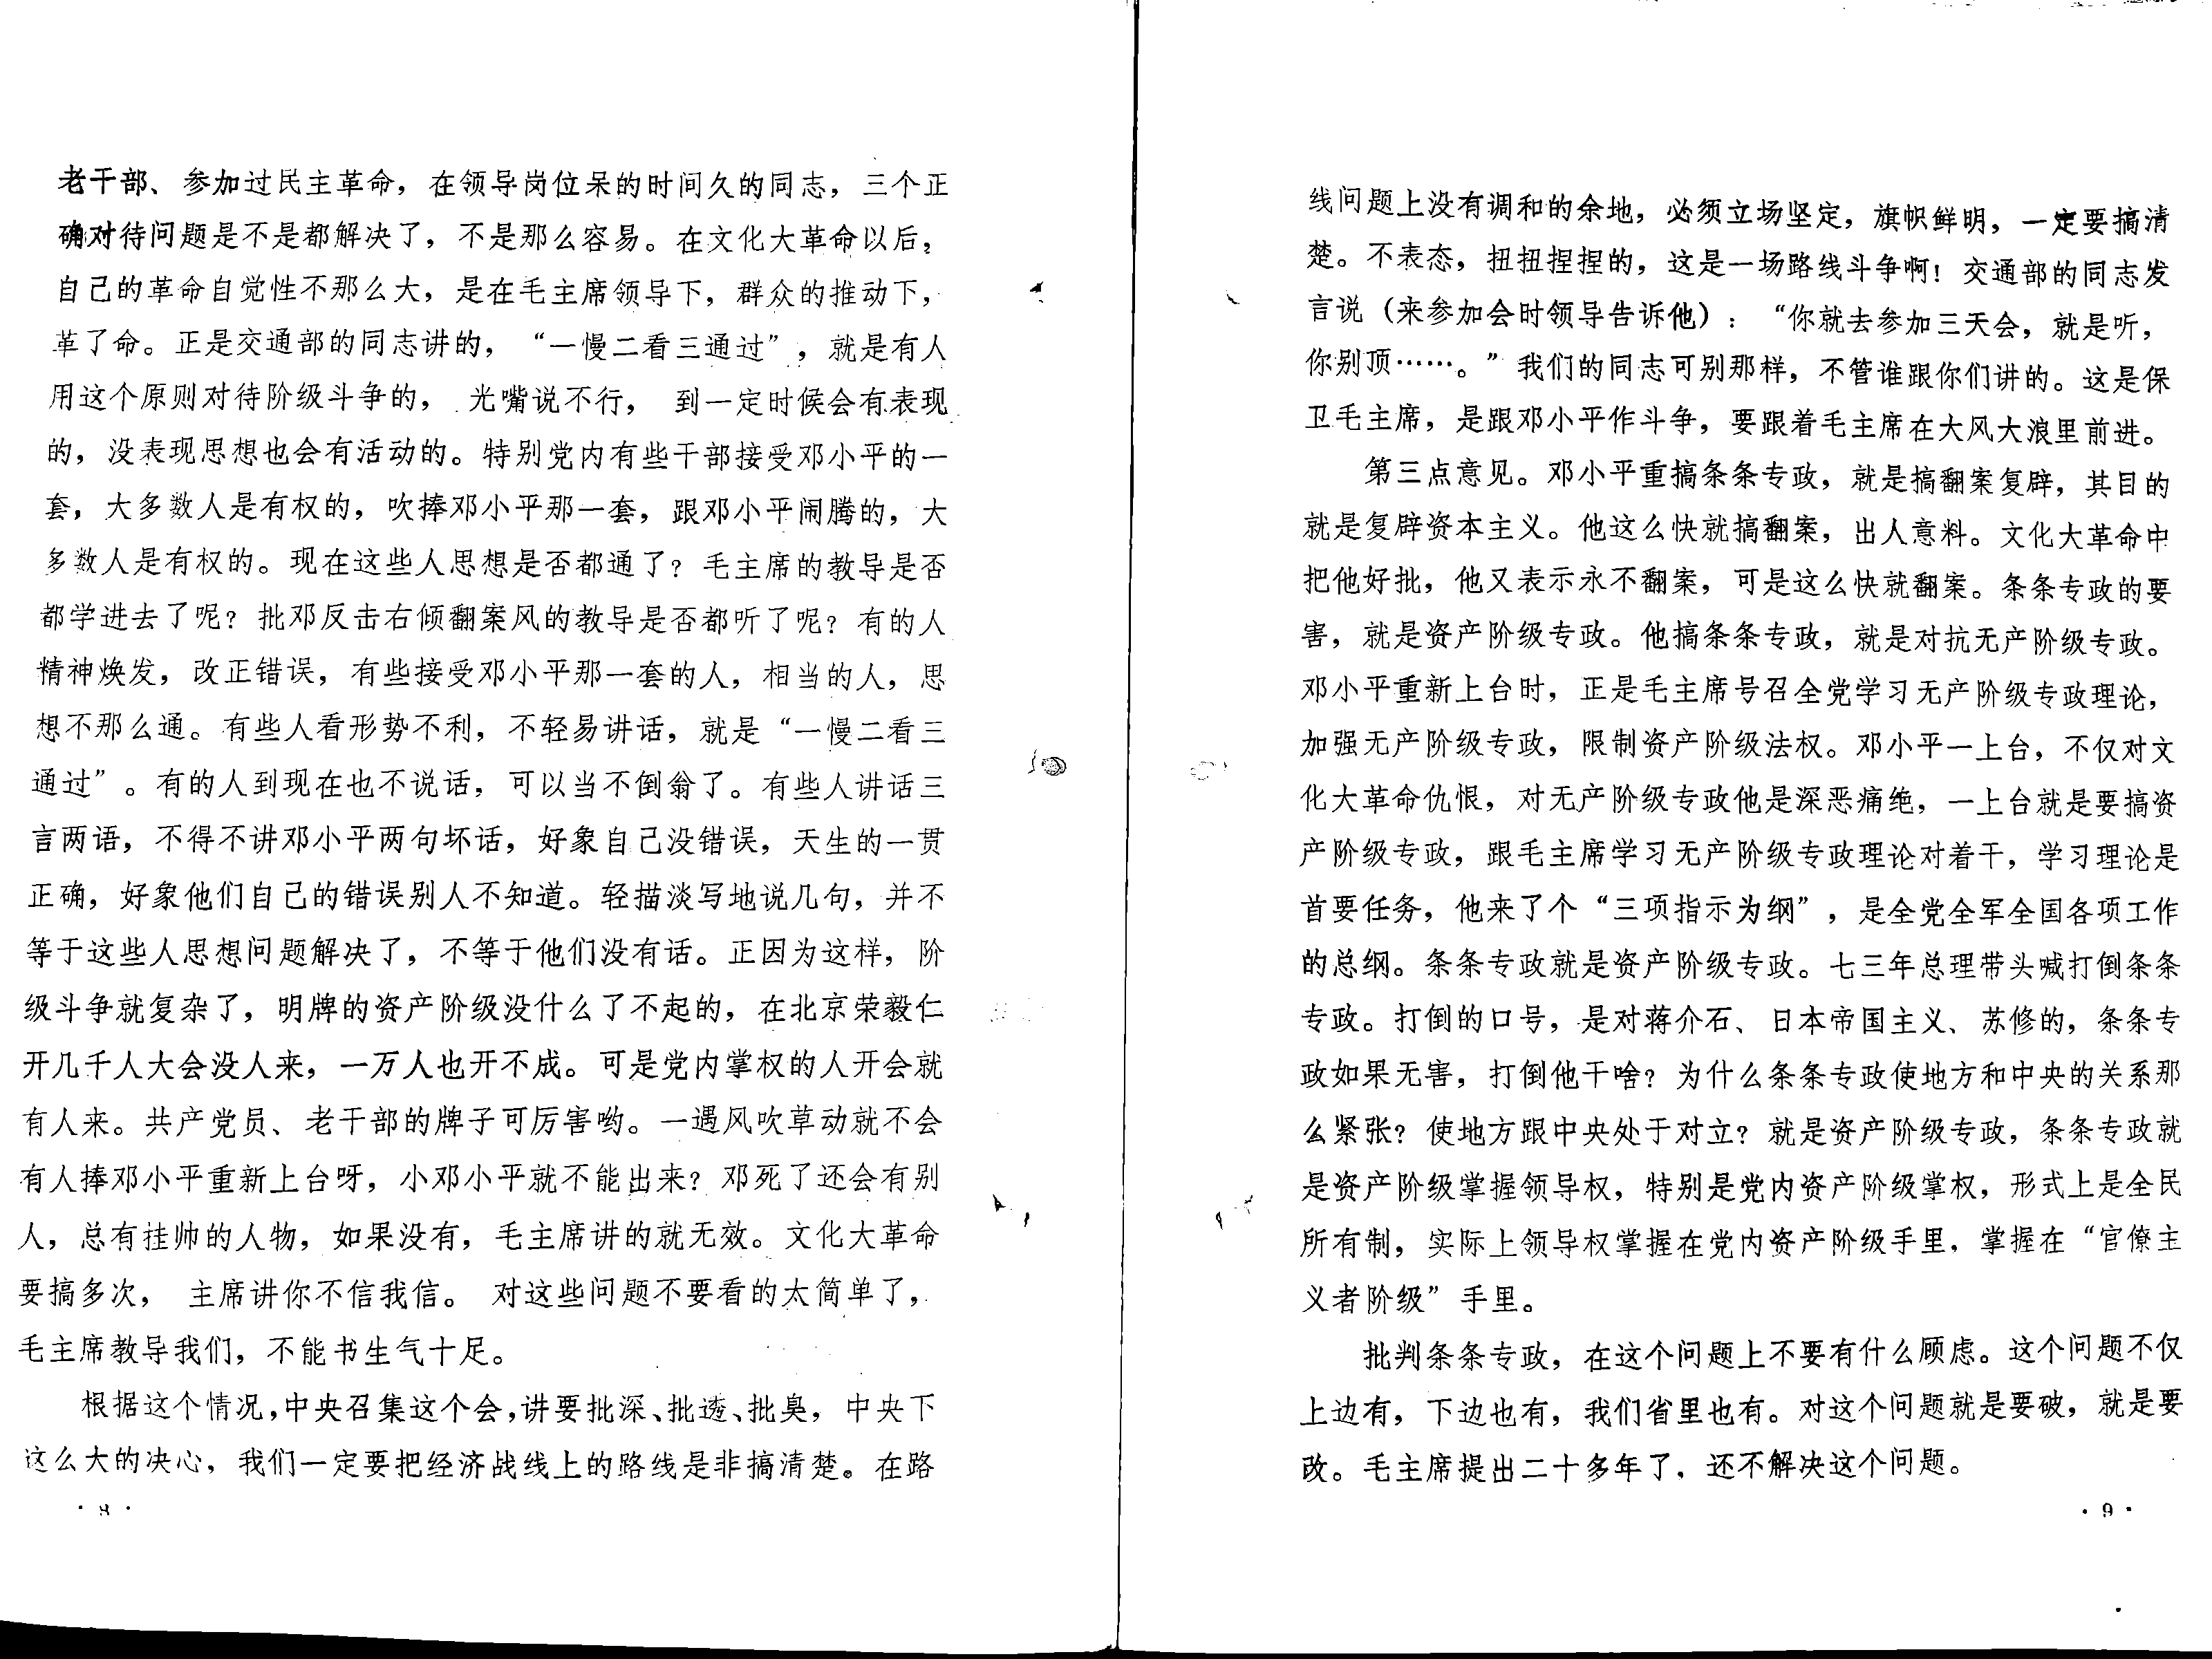 老干部、参加过民主革命，在领导岗位呆的时间久的同志，三个正
确对待问题是不是都解决了，不是那么容易。在文化大革命以后，
自己的革命自觉性不那么大，是在毛主席领导下，群众的推动下，
革了命。正是交通部的同志讲的，“一慢二看三通过”，就是有人
用这个原则对待阶级斗争的，光嘴说不行，到一定时候会有表现
的，没表现思想也会有活动的。特别党内有些干部接受邓小平的一
套，大多数人是有权的，吹捧邓小平那一套，跟邓小平闹腾的，大
多数人是有权的。现在这些人思想是否都通了？毛主席的教导是否
都学进去了呢？批邓反击右倾翻案风的教导是否都听了呢？有的人
精神焕发，改正错误，有些接受邓小平那一套的人，相当的人，思
想不那么通。有些人看形势不利，不轻易讲话，就是“一慢二看三
通过”。有的人到现在也不说话，可以当不倒翁了。有些人讲话三
言两语，不得不讲邓小平两句坏话，好象自己没错误，天生的一贯
正确，好象他们自己的错误别人不知道。轻描淡写地说几句，并不
等于这些人思想问题解决了，不等于他们没有话。正因为这样，阶
级斗争就复杂了，明牌的资产阶级没什么了不起的，在北京荣毅仁
开几千人大会没人来，一万人也开不成。可是党内掌权的人开会就
有人来。共产党员、老干部的牌子可厉害哟。一遇风吹草动就不会
有人捧邓小平重新上台呀，小邓小平就不能出来？邓死了还会有别
人，总有挂帅的人物，如果没有，毛主席讲的就无效。文化大革命
要搞多次，主席讲你不信我信。对这些问题不要看的太简单了，
毛主席教导我们，不能书生气十足。
根据这个情况，中央召集这个会，讲要批深、批透、批臭，中央下
这么大的决心，我们一定要把经济战线上的路线是非搞清楚。在路
· 8 ·
线问题上没有调和的余地，必须立场坚定，旗帜鲜明，一定要搞清
楚。不表态，扭扭捏捏的，这是一场路线斗争啊！交通部的同志发
言说（来参加会时领导告诉他）：“你就去参加三天会，就是听，
你别顶……。”我们的同志可别那样，不管谁跟你们讲的。这是保
卫毛主席，是跟邓小平作斗争，要跟着毛主席在大风大浪里前进。
第三点意见。邓小平重搞条条专政，就是搞翻案复辟，其目的
就是复辟资本主义。他这么快就搞翻案，出人意料。文化大革命中
把他好批，他又表示永不翻案，可是这么快就翻案。条条专政的要
害，就是资产阶级专政。他搞条条专政，就是对抗无产阶级专政。
邓小平重新上台时，正是毛主席号召全党学习无产阶级专政理论，
加强无产阶级专政，限制资产阶级法权。邓小平一上台，不仅对文
化大革命仇恨，对无产阶级专政他是深恶痛绝，一上台就是要搞资
产阶级专政，跟毛主席学习无产阶级专政理论对着干，学习理论是
首要任务，他来了个“三项指示为纲”，是全党全军全国各项工作
的总纲。条条专政就是资产阶级专政。七三年总理带头喊打倒条条
专政。打倒的口号，是对蒋介石、日本帝国主义、苏修的，条条专
政如果无害，打倒他干啥？为什么条条专政使地方和中央的关系那
么紧张？使地方跟中央处于对立？就是资产阶级专政，条条专政就
是资产阶级掌握领导权，特别是党内资产阶级掌权，形式上是全民
所有制，实际上领导权掌握在党内资产阶级手里，掌握在“官僚主
义者阶级”手里。
批判条条专政，在这个问题上不要有什么顾虑。这个问题不仅
上边有，下边也有，我们省里也有。对这个问题就是要破，就是要
改。毛主席提出二十多年了，还不解决这个问题。
· 9 ·